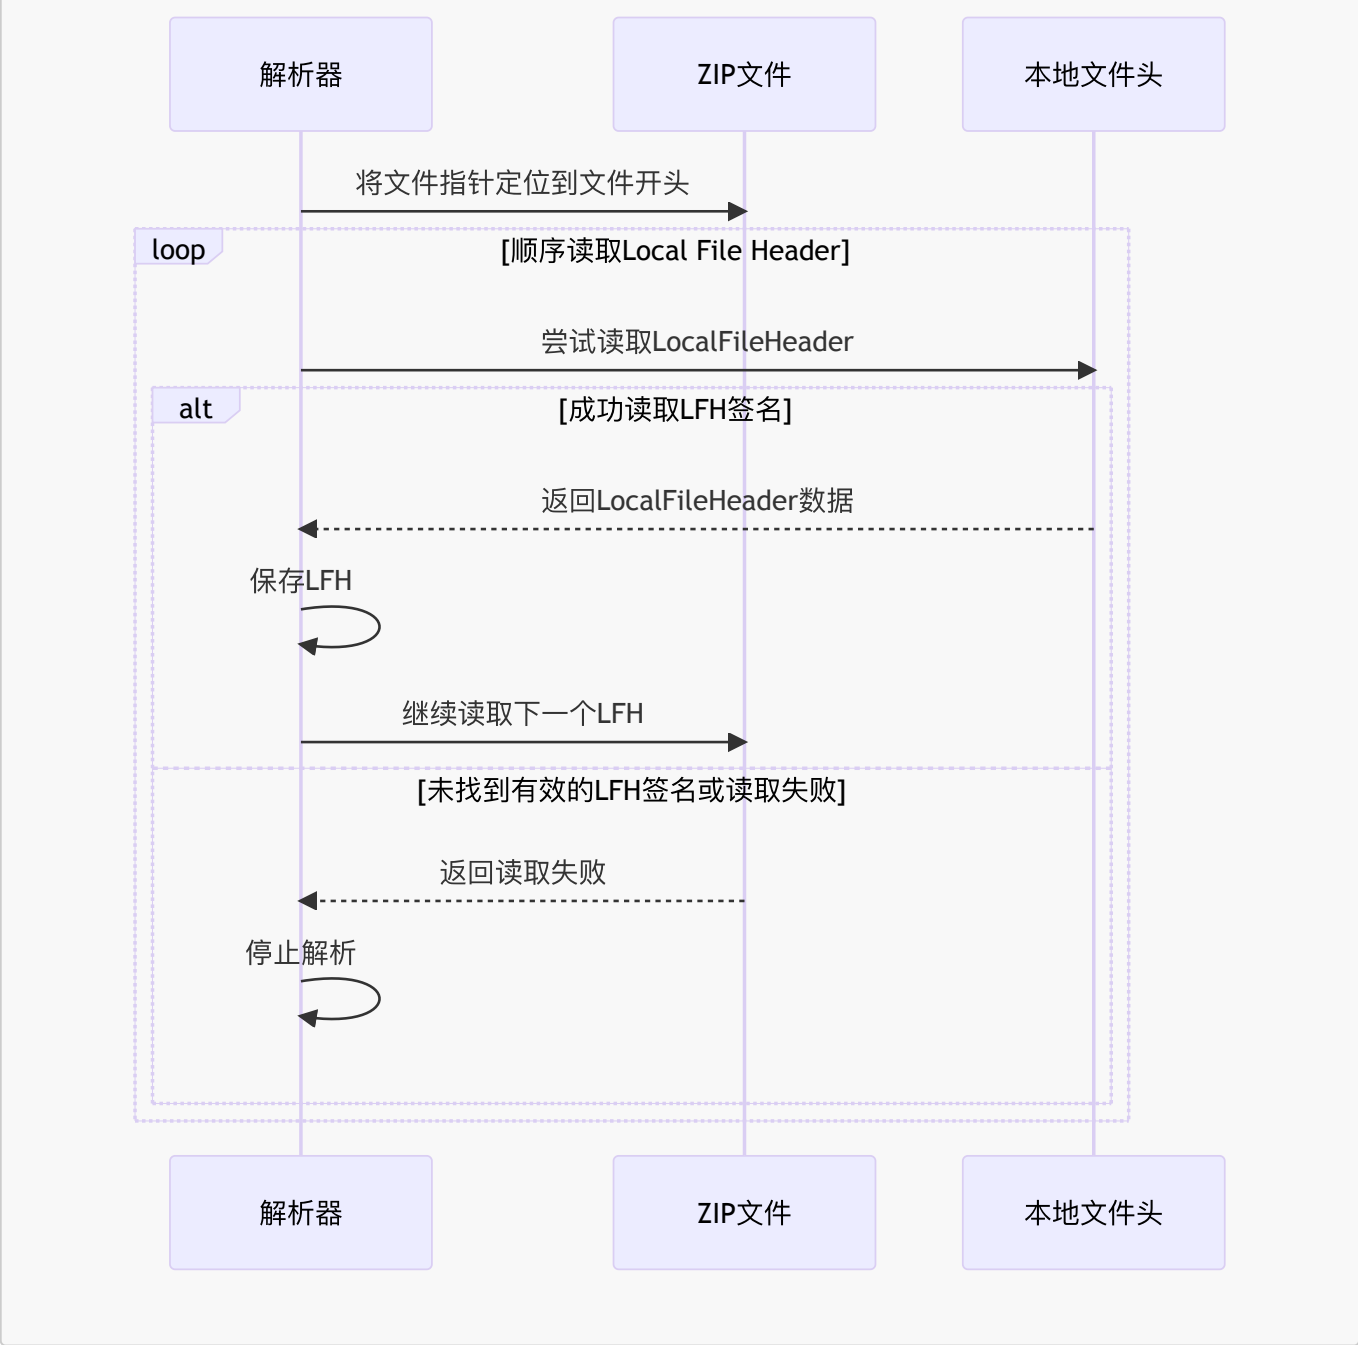 解析器
ZIP文件
本地文件头
将文件指针定位到文件开头
loop
[顺序读取Local File Header]
尝试读取LocalFileHeader
alt
[成功读取LFH签名]
返回LocalFileHeader数据
保存LFH
继续读取下一个LFH
[未找到有效的LFH签名或读取失败]
返回读取失败
停止解析
解析器
ZIP文件
本地文件头